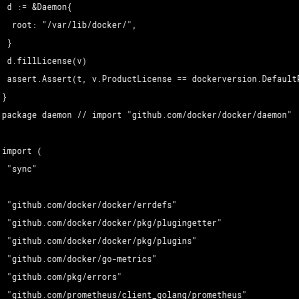 d := &Daemon{
root: "/var/lib/docker/",
}
d.fillLicense(v)
assert.Assert(t, v.ProductLicense == dockerversion.Default
}
package daemon // import "github.com/docker/docker/daemon"
import (
"sync"
"github.com/docker/docker/errdefs"
"github.com/docker/docker/pkg/plugingetter"
"github.com/docker/docker/pkg/plugins"
"github.com/docker/go-metrics"
"github.com/pkg/errors"
"github.com/prometheus/client_golang/prometheus"